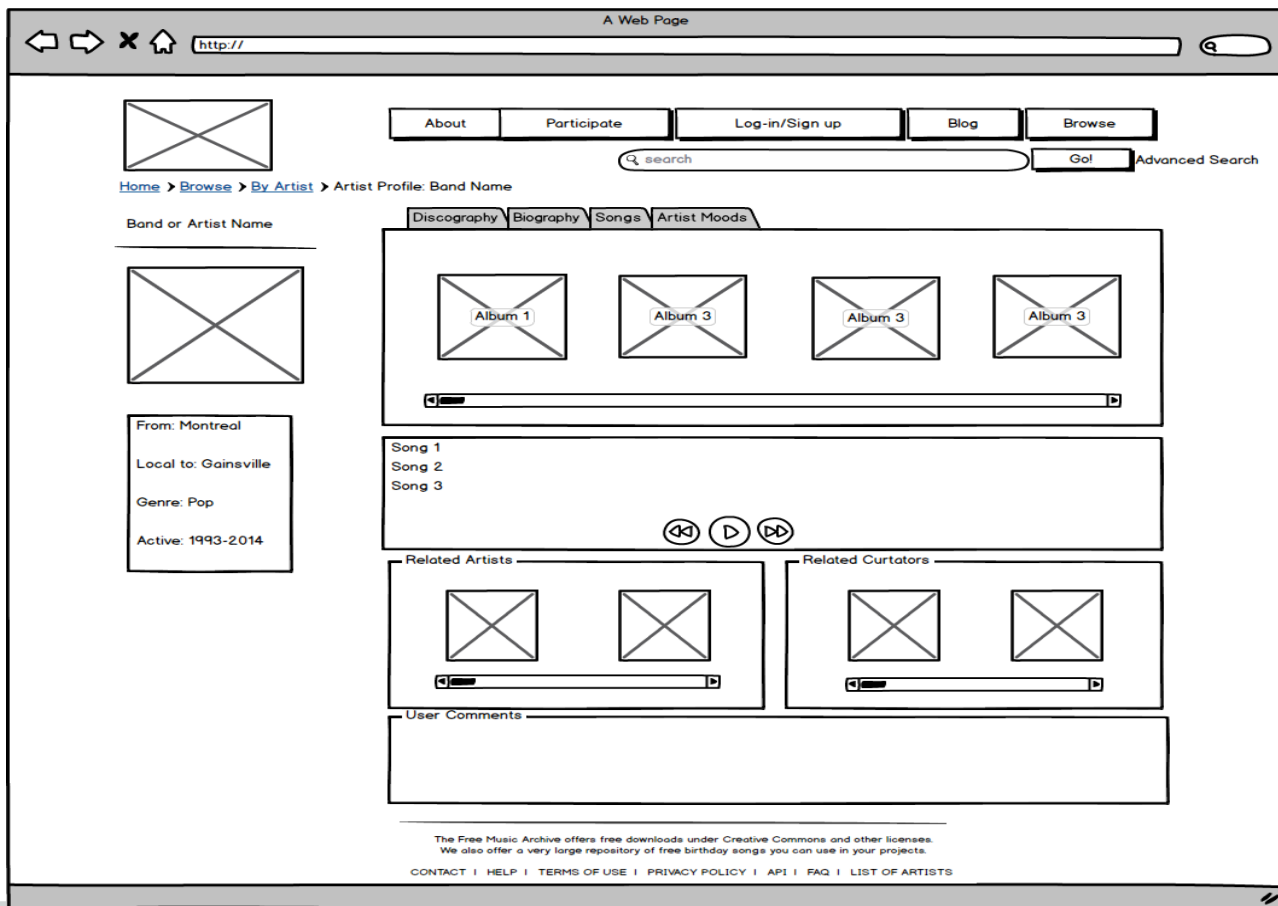 A Web Page
http://
About Participate Log-in/Sign up Blog Browse
search Go! Advanced Search
Home > Browse > By Artist > Artist Profile: Band Name
Band or Artist Name
Discography Biography Songs Artist Moods
Album 1 Album 3 Album 3 Album 3
From: Montreal
Local to: Gainsville
Genre: Pop
Active: 1993-2014
Song 1
Song 2
Song 3
Related Artists Related Curtators
User Comments
The Free Music Archive offers free downloads under Creative Commons and other licenses.
We also offer a very large repository of free birthday songs you can use in your projects.
CONTACT | HELP | TERMS OF USE | PRIVACY POLICY | API | FAQ | LIST OF ARTISTS